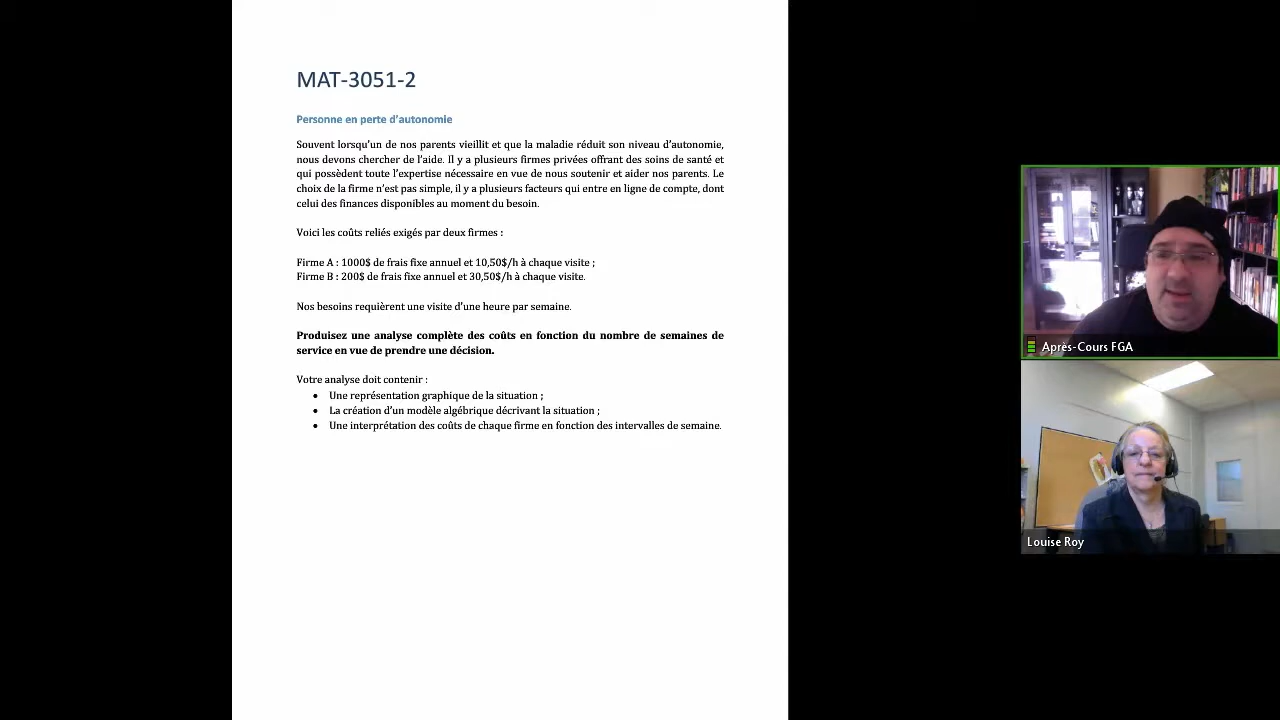 MAT-3051-2
Personne en perte d'autonomie
Souvent lorsqu'un de nos parents vieillit et que la maladie réduit son niveau d'autonomie,
nous devons chercher de l'aide. Il y a plusieurs firmes privées offrant des soins de santé et
qui possèdent toute l'expertise nécessaire en vue de nous soutenir et aider nos parents. Le
choix de la firme n'est pas simple, il y a plusieurs facteurs qui entre en ligne de compte, dont
celui des finances disponibles au moment du besoin.
Voici les coûts reliés exigés par deux firmes :
Firme A : 1000$ de frais fixe annuel et 10,50$/h à chaque visite ;
Firme B : 200$ de frais fixe annuel et 30,50$/h à chaque visite.
Nos besoins requièrent une visite d'une heure par semaine.
Produisez une analyse complète des coûts en fonction du nombre de semaines de
service en vue de prendre une décision.
Votre analyse doit contenir :
• Une représentation graphique de la situation ;
• La création d'un modèle algébrique décrivant la situation ;
• Une interprétation des coûts de chaque firme en fonction des intervalles de semaine.
Après-Cours FGA
Louise Roy